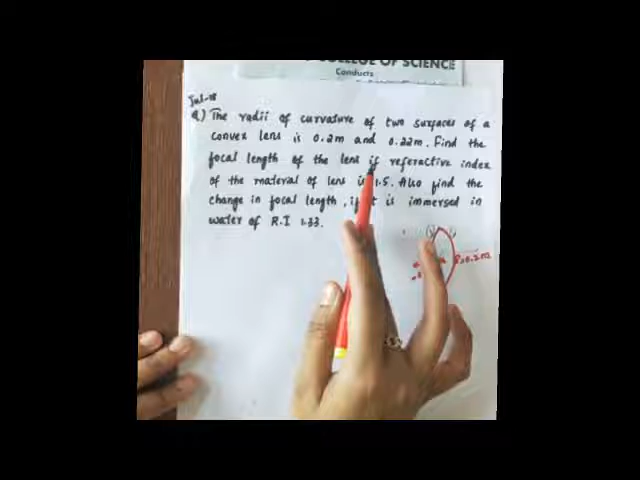 COLLEGE OF SCIENCE
Conducts
Jul-18
Q) The radii of curvature of two surfaces of a
convex lens is 0.2m and 0.22m. Find the
focal length of the lens if refractive index
of the material of lens is 1.5. Also find the
change in focal length, if it is immersed in
water of R.I 1.33.
R=0.2m